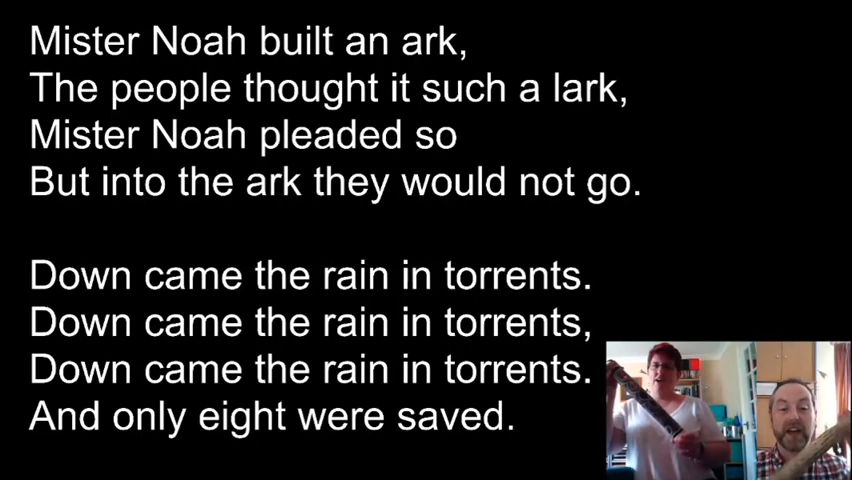 Mister Noah built an ark,
The people thought it such a lark,
Mister Noah pleaded so
But into the ark they would not go.
Down came the rain in torrents.
Down came the rain in torrents,
Down came the rain in torrents.
And only eight were saved.